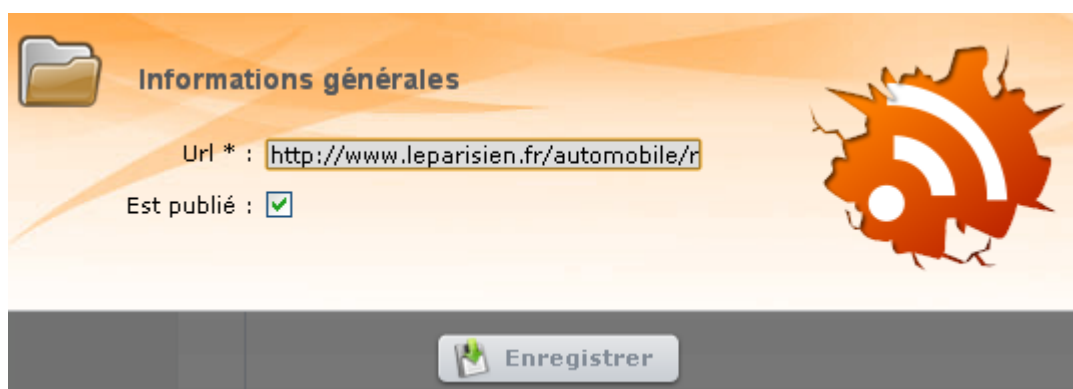 Informations générales
Url * : http://www.leparisien.fr/automobile/r
Est publié :
Enregistrer